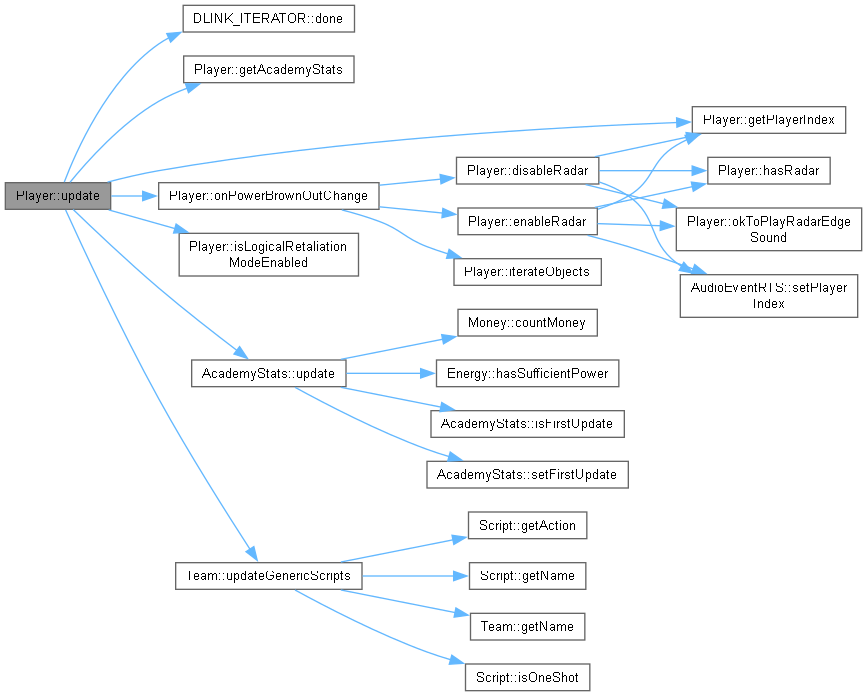 DLINK_ITERATOR::done
Player::getAcademyStats
Player::getPlayerIndex
Player::disableRadar
Player::hasRadar
Player::update
Player::onPowerBrownOutChange
Player::enableRadar
Player::okToPlayRadarEdge
Sound
Player::isLogicalRetaliation
ModeEnabled
Player::iterateObjects
AudioEventRTS::setPlayer
Index
Money::countMoney
AcademyStats::update
Energy::hasSufficientPower
AcademyStats::isFirstUpdate
AcademyStats::setFirstUpdate
Script::getAction
Team::updateGenericScripts
Script::getName
Team::getName
Script::isOneShot